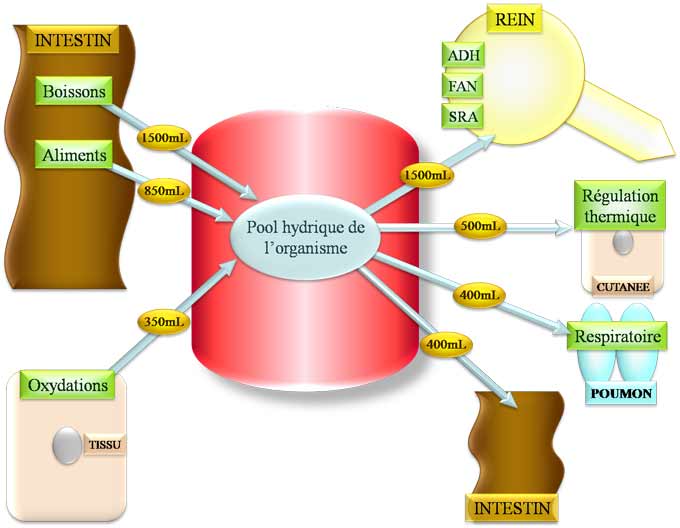 INTESTIN
Boissons
1500mL
Aliments
850mL
Oxydations
350mL
TISSU
Pool hydrique de
l'organisme
REIN
ADH
FAN
SRA
1500mL
Régulation
thermique
500mL
CUTANEE
Respiratoire
400mL
POUMON
400mL
INTESTIN